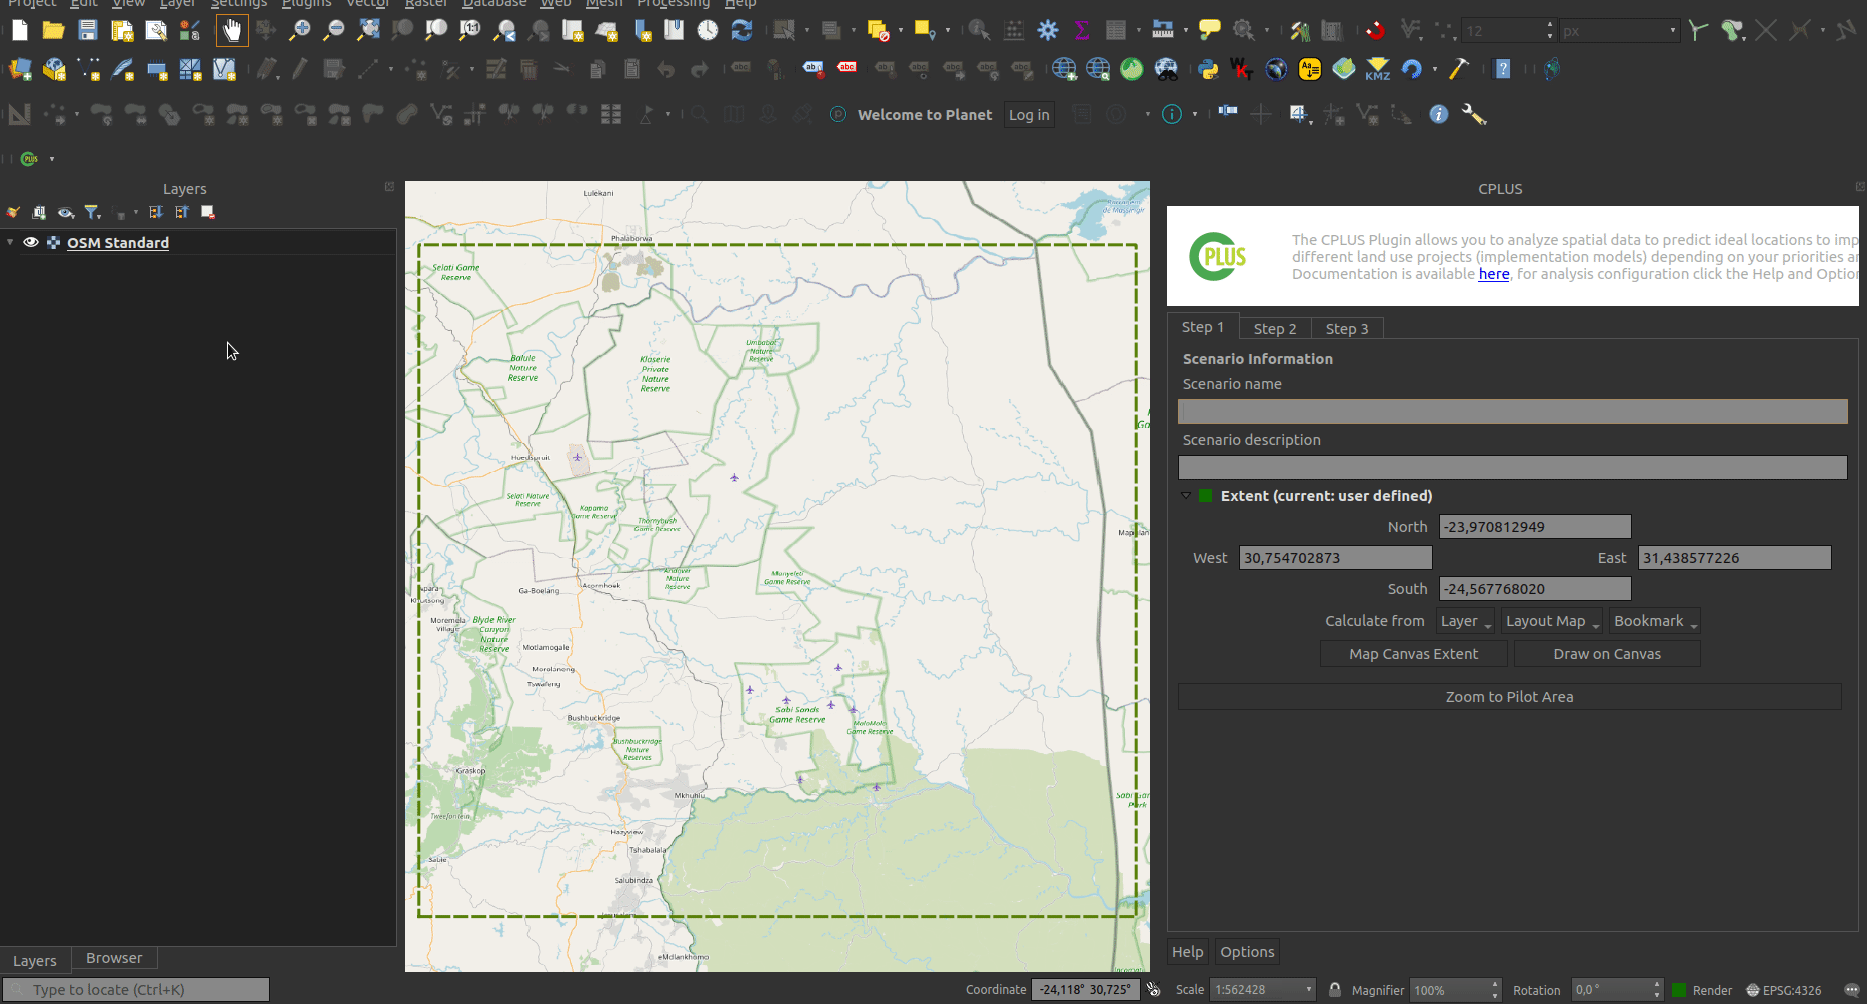 Project Edit View Layer Settings Plugins Vector Raster Database Web Mesh Processing Help
12 px
KMZ
Welcome to Planet Log in
CPLUS
Layers
OSM Standard
Lulekani
Phalaborwa
Selati Game
Reserve
Balule
Nature
Reserve
Klaserie
Private
Nature
Reserve
Umbabat
Nature
Reserve
Hoedspruit
Selati Nature
Reserve
Kapama
Game Reserve
Thornybush
Game Reserve
Andover
Nature
Reserve
Manyeleti
Game Reserve
Acornhoek
Ga-Boelang
Moremela
Village
Blyde River
Canyon
Nature
Reserve
Motlamogale
Morolaneng
Tswafeng
Bushbuckridge
Bushbuckridge
Nature
Reserves
Sabi Sands
Game Reserve
MalaMala
Game Reserve
Graskop
Mkhuhlu
Tweefontein
Hazyview
Sabie
Tshabalala
Salubindza
Jerusalem
eMdlankhomo
CPLUS
PLUS
The CPLUS Plugin allows you to analyze spatial data to predict ideal locations to imp
different land use projects (implementation models) depending on your priorities a
Documentation is available here, for analysis configuration click the Help and Optio
Step 1 Step 2 Step 3
Scenario Information
Scenario name
Scenario description
Extent (current: user defined)
North -23,970812949
West 30,754702873 East 31,438577226
South -24,567768020
Calculate from Layer Layout Map Bookmark
Map Canvas Extent Draw on Canvas
Zoom to Pilot Area
Help Options
Layers Browser
Type to locate (Ctrl+K) Coordinate -24,118° 30,725° Scale 1:562428 Magnifier 100% Rotation 0,0 ° Render EPSG:4326